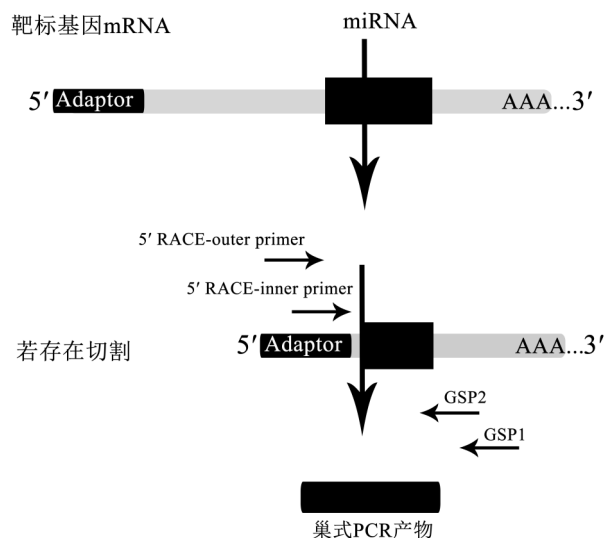 靶标基因mRNA
miRNA
5′ Adaptor AAA...3′
5′ RACE-outer primer
5′ RACE-inner primer
若存在切割
5′ Adaptor AAA...3′
GSP2
GSP1
巢式PCR产物